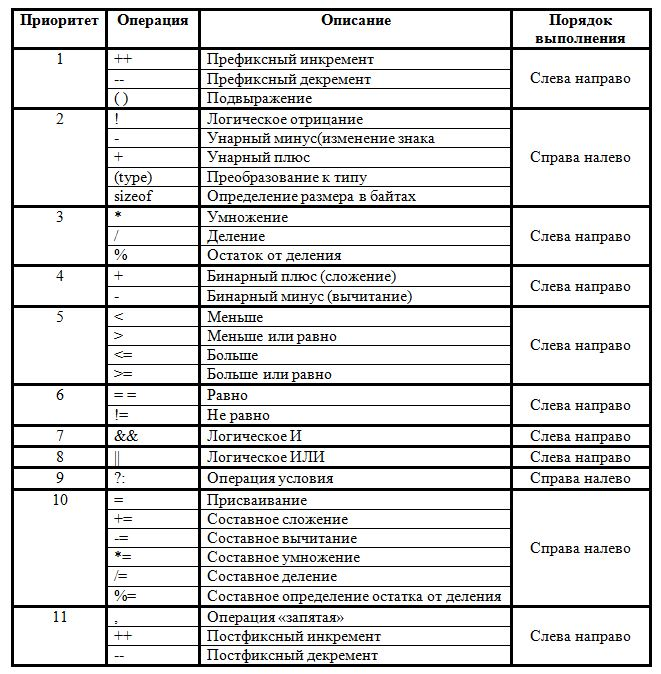 Приоритет Операция Описание Порядок
выполнения
1 ++ Префиксный инкремент
-- Префиксный декремент Слева направо
( ) Подвыражение
2 ! Логическое отрицание
- Унарный минус(изменение знака
+ Унарный плюс Справа налево
(type) Преобразование к типу
sizeof Определение размера в байтах
3 * Умножение
/ Деление Слева направо
% Остаток от деления
4 + Бинарный плюс (сложение) Слева направо
- Бинарный минус (вычитание)
5 < Меньше
> Меньше или равно Слева направо
<= Больше
>= Больше или равно
6 = = Равно Слева направо
!= Не равно
7 && Логическое И Слева направо
8 || Логическое ИЛИ Слева направо
9 ?: Операция условия Справа налево
10 = Присваивание
+= Составное сложение
-= Составное вычитание Справа налево
*= Составное умножение
/= Составное деление
%= Составное определение остатка от деления
11 , Операция «запятая»
++ Постфиксный инкремент Слева направо
-- Постфиксный декремент